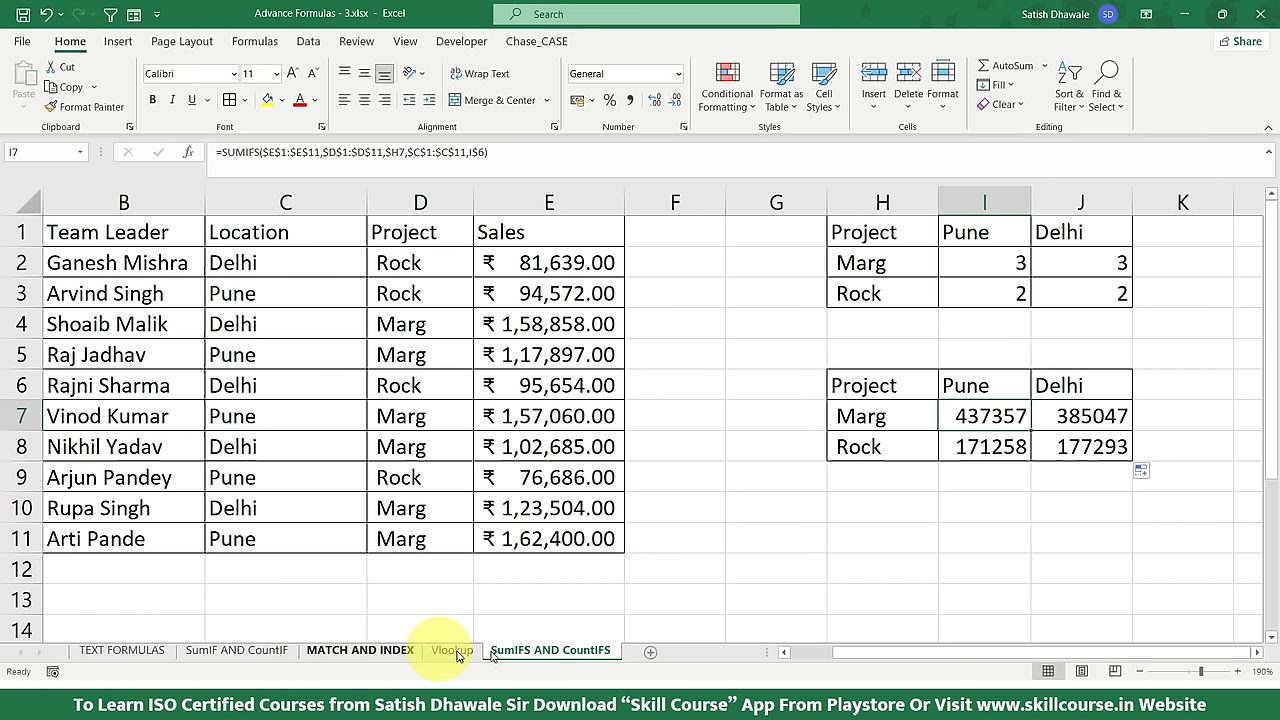 Advance Formulas - 3.xlsx - Excel
Search
Satish Dhawale SD
File Home Insert Page Layout Formulas Data Review View Developer Chase_CASE Share
Paste
Cut
Copy
Format Painter
Clipboard
Calibri 11
B I U
Font
Wrap Text
Merge & Center
Alignment
General
Number
Conditional Formatting
Format as Table
Cell Styles
Styles
Insert Delete Format
Cells
AutoSum
Fill
Clear
Sort & Filter
Find & Select
Editing
I7 fx =SUMIFS($E$1:$E$11,$D$1:$D$11,$H7,$C$1:$C$11,I$6)
B C D E F G H I J K
1 Team Leader Location Project Sales Project Pune Delhi
2 Ganesh Mishra Delhi Rock ₹ 81,639.00 Marg 3 3
3 Arvind Singh Pune Rock ₹ 94,572.00 Rock 2 2
4 Shoaib Malik Delhi Marg ₹ 1,58,858.00
5 Raj Jadhav Pune Marg ₹ 1,17,897.00
6 Rajni Sharma Delhi Rock ₹ 95,654.00 Project Pune Delhi
7 Vinod Kumar Pune Marg ₹ 1,57,060.00 Marg 437357 385047
8 Nikhil Yadav Delhi Marg ₹ 1,02,685.00 Rock 171258 177293
9 Arjun Pandey Pune Rock ₹ 76,686.00
10 Rupa Singh Delhi Marg ₹ 1,23,504.00
11 Arti Pande Pune Marg ₹ 1,62,400.00
12
13
14
TEXT FORMULAS SumIF AND CountIF MATCH AND INDEX Vlookup SumIFS AND CountIFS
Ready 190%
To Learn ISO Certified Courses from Satish Dhawale Sir Download “Skill Course” App From Playstore Or Visit www.skillcourse.in Website